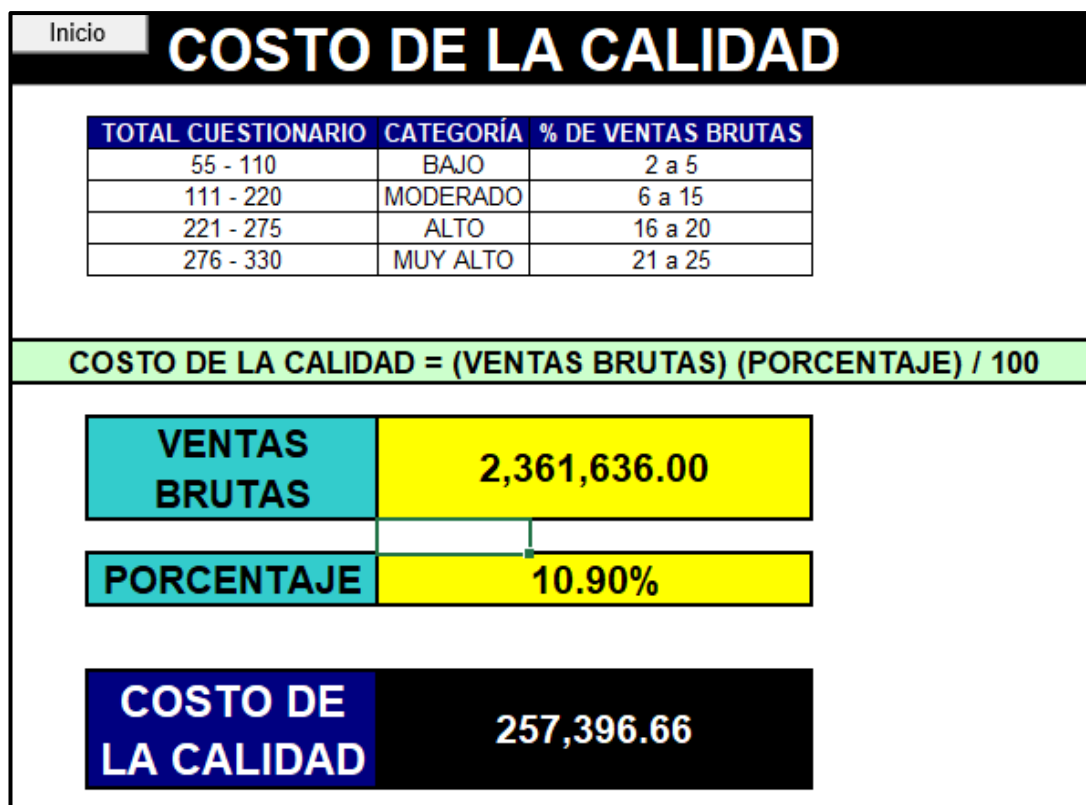 Inicio
COSTO DE LA CALIDAD
TOTAL CUESTIONARIO CATEGORÍA % DE VENTAS BRUTAS
55 - 110 BAJO 2 a 5
111 - 220 MODERADO 6 a 15
221 - 275 ALTO 16 a 20
276 - 330 MUY ALTO 21 a 25
COSTO DE LA CALIDAD = (VENTAS BRUTAS) (PORCENTAJE) / 100
VENTAS
BRUTAS
2,361,636.00
PORCENTAJE 10.90%
COSTO DE
LA CALIDAD
257,396.66